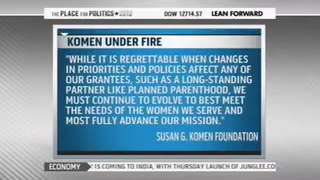 THE PLACE FOR POLITICS 2012
DOW 12714.57
LEAN FORWARD
KOMEN UNDER FIRE
"WHILE IT IS REGRETTABLE WHEN CHANGES
IN PRIORITIES AND POLICIES AFFECT ANY OF
OUR GRANTEES, SUCH AS A LONG-STANDING
PARTNER LIKE PLANNED PARENTHOOD, WE
MUST CONTINUE TO EVOLVE TO BEST MEET
THE NEEDS OF THE WOMEN WE SERVE AND
MOST FULLY ADVANCE OUR MISSION."
SUSAN G. KOMEN FOUNDATION
ECONOMY
IS COMING TO INDIA, WITH THURSDAY LAUNCH OF JUNGLEE.CO